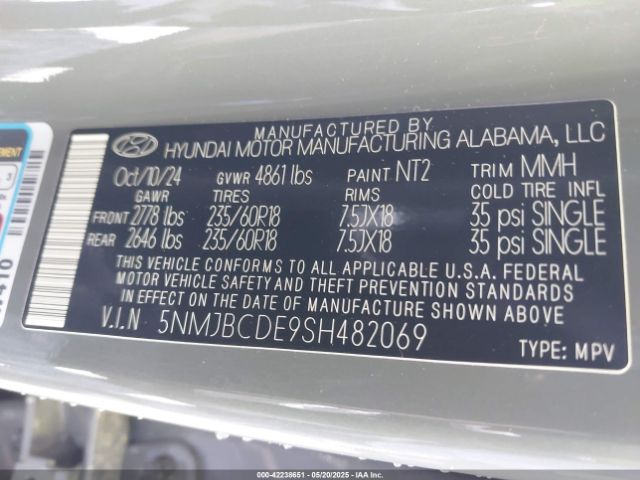 MANUFACTURED BY
HYUNDAI MOTOR MANUFACTURING ALABAMA, LLC
Oct/10/24 GVWR 4861 lbs PAINT NT2 TRIM MMH
GAWR TIRES RIMS COLD TIRE INFL
FRONT 2778 lbs 235/60R18 7.5JX18 35 psi SINGLE
REAR 2646 lbs 235/60R18 7.5JX18 35 psi SINGLE
THIS VEHICLE CONFORMS TO ALL APPLICABLE U.S.A. FEDERAL
MOTOR VEHICLE SAFETY AND THEFT PREVENTION STANDARDS
IN EFFECT ON THE DATE OF MANUFACTURE SHOWN ABOVE
V.I.N 5NMJBCDE9SH482069
TYPE: MPV
000-42238651 - 05/20/2025 - IAAI.COM